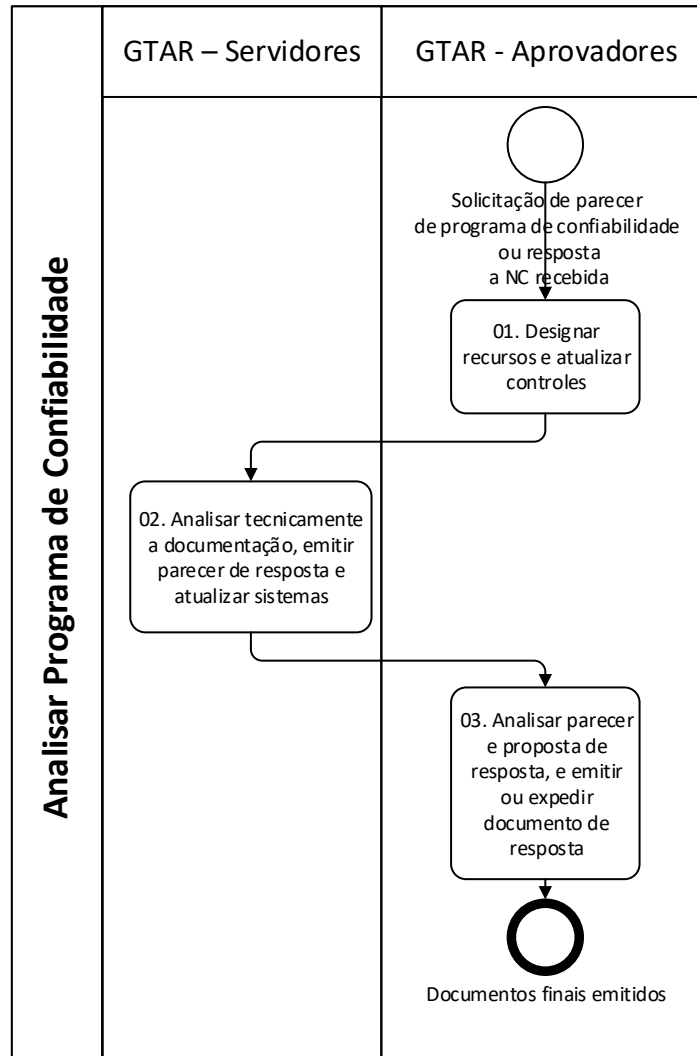 Analisar Programa de Confiabilidade
GTAR – Servidores
GTAR - Aprovadores
Solicitação de parecer
de programa de confiabilidade
ou resposta
a NC recebida
01. Designar
recursos e atualizar
controles
02. Analisar tecnicamente
a documentação, emitir
parecer de resposta e
atualizar sistemas
03. Analisar parecer
e proposta de
resposta, e emitir
ou expedir
documento de
resposta
Documentos finais emitidos